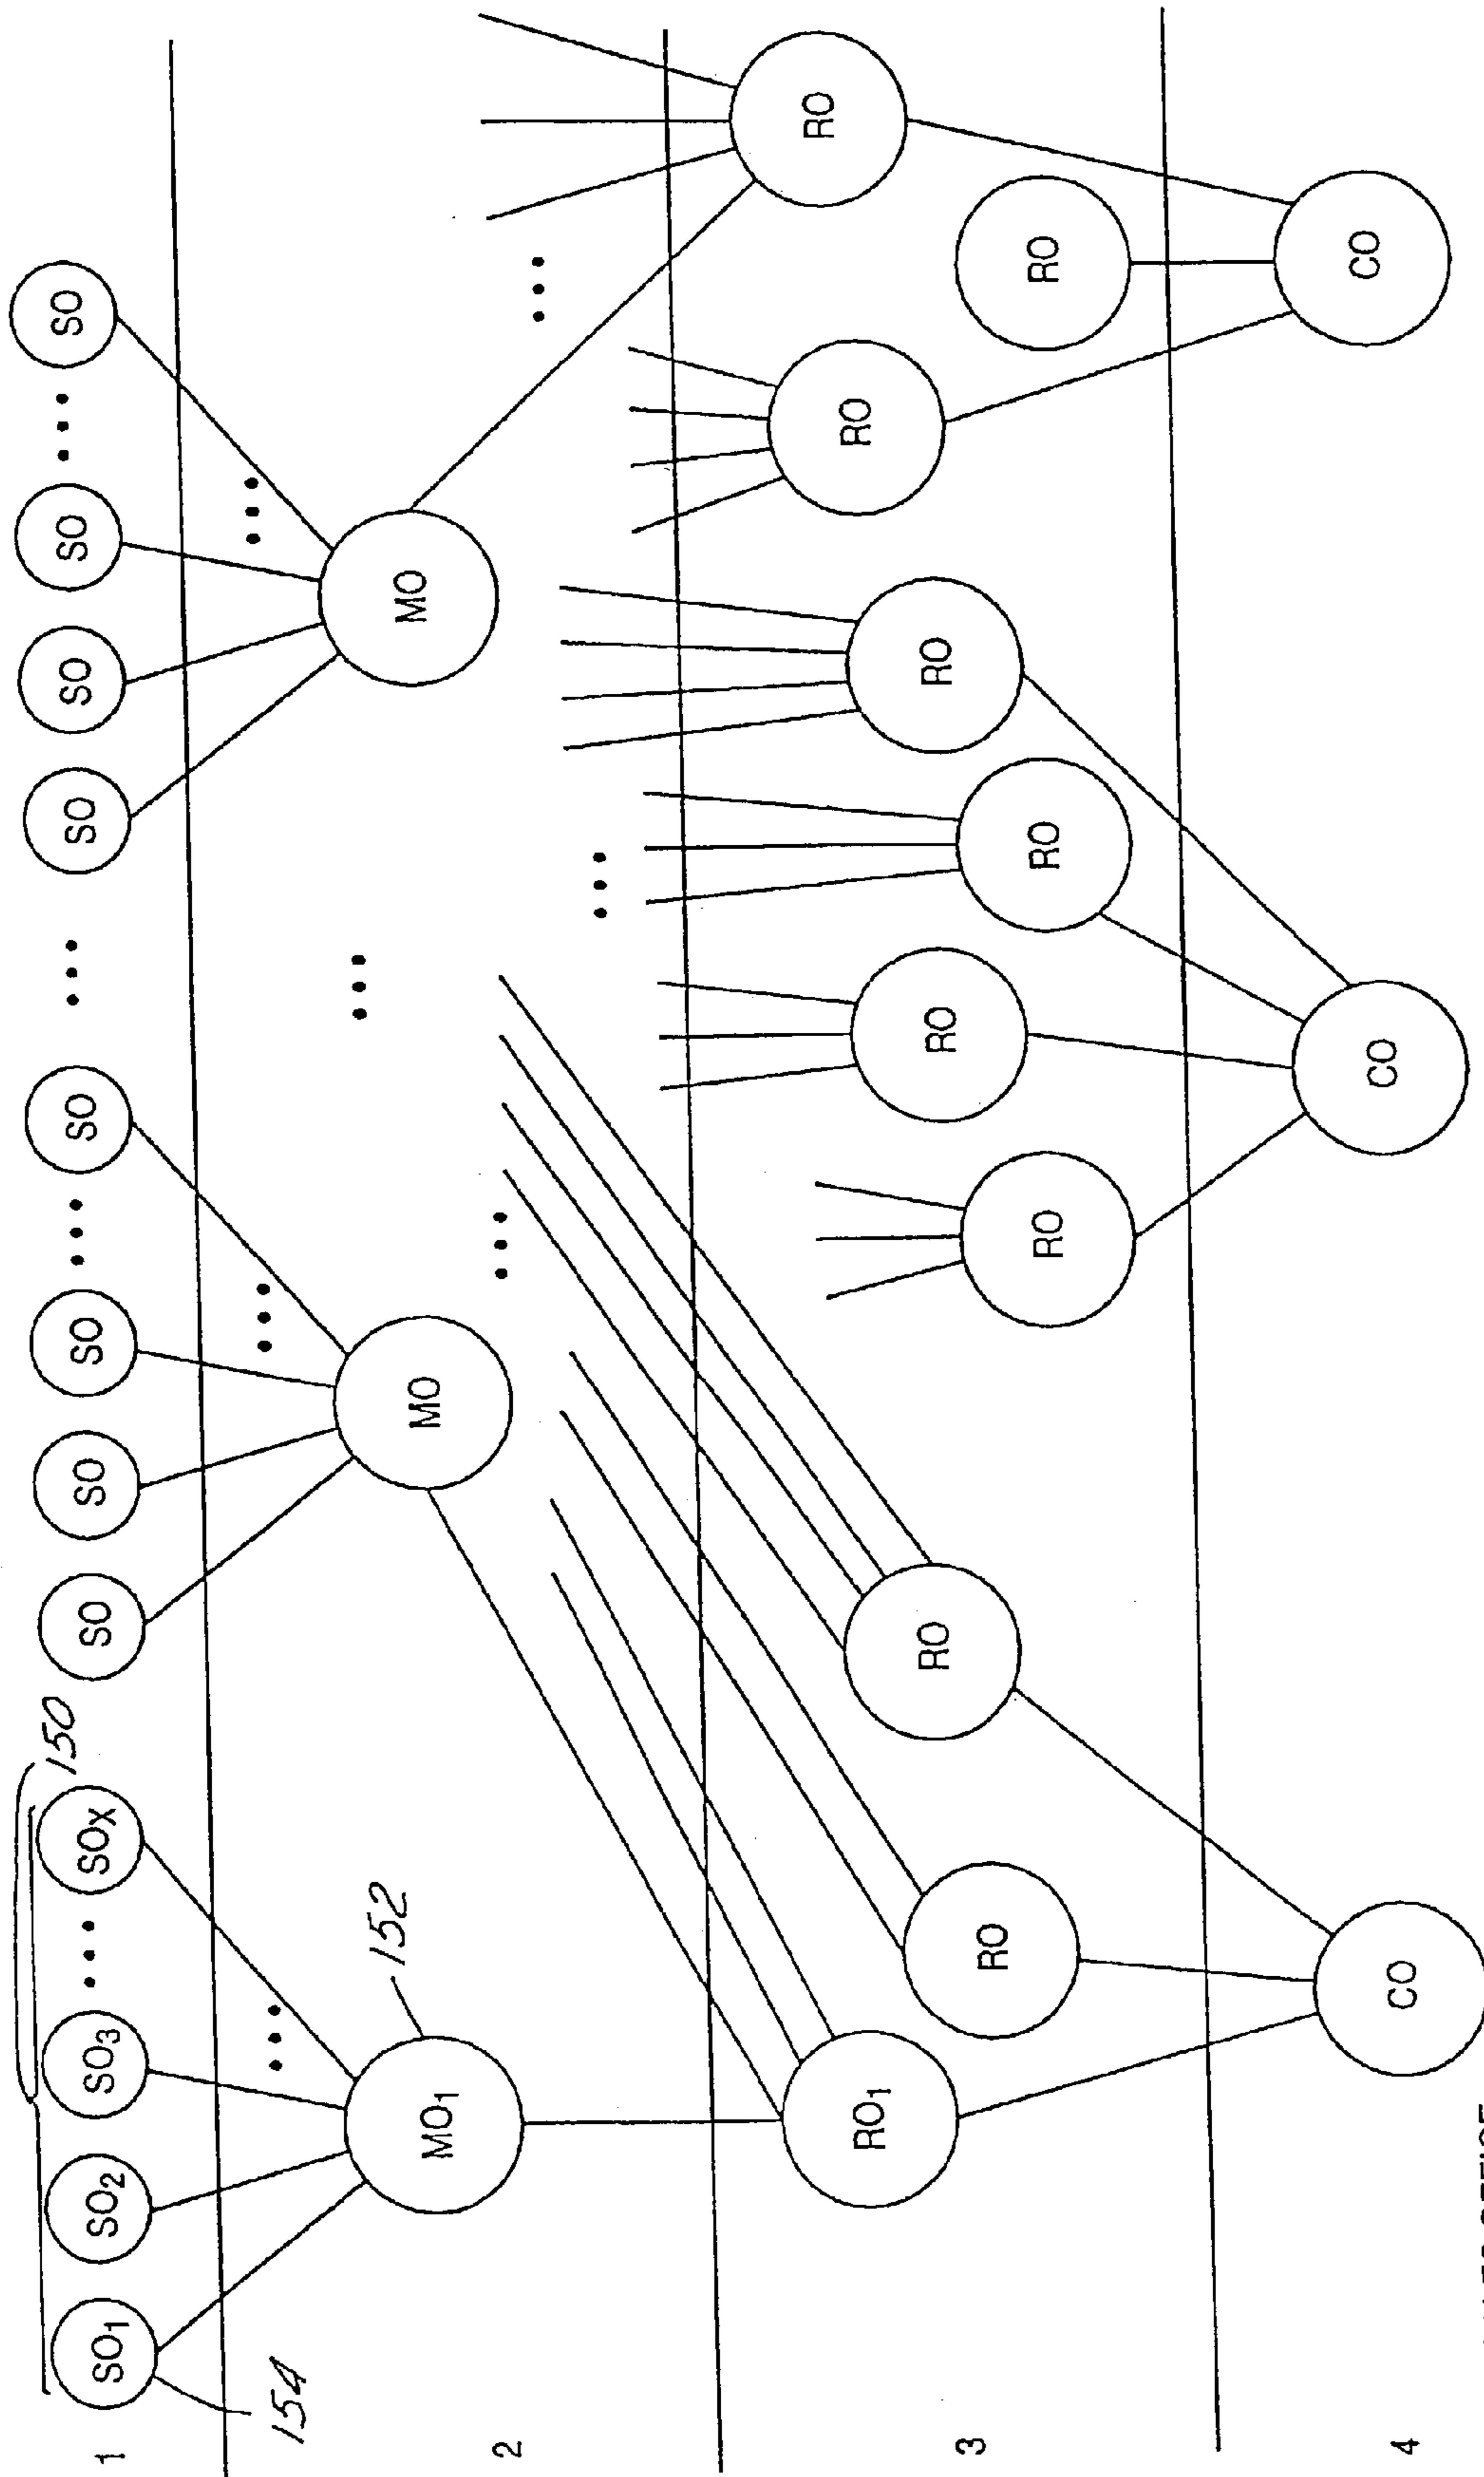 150
1 SO₁ SO₂ SO₃ ••• SOX SO SO SO ••• SO ••• SO SO SO ••• SO
154
••• ••• •••
2 MO₁ 152 MO ••• MO
••• ••• •••
3 RO₁ RO RO RO RO RO RO RO RO RO
4 CO CO CO